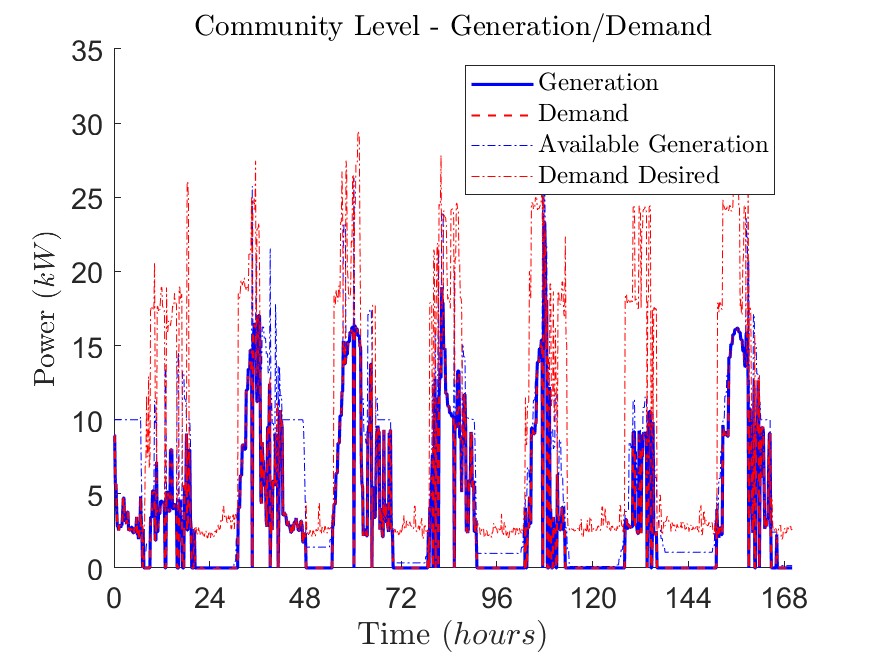 Community Level - Generation/Demand
35
30
25
20
15
10
5
0
Power (kW)
Generation
Demand
Available Generation
Demand Desired
0 24 48 72 96 120 144 168
Time (hours)